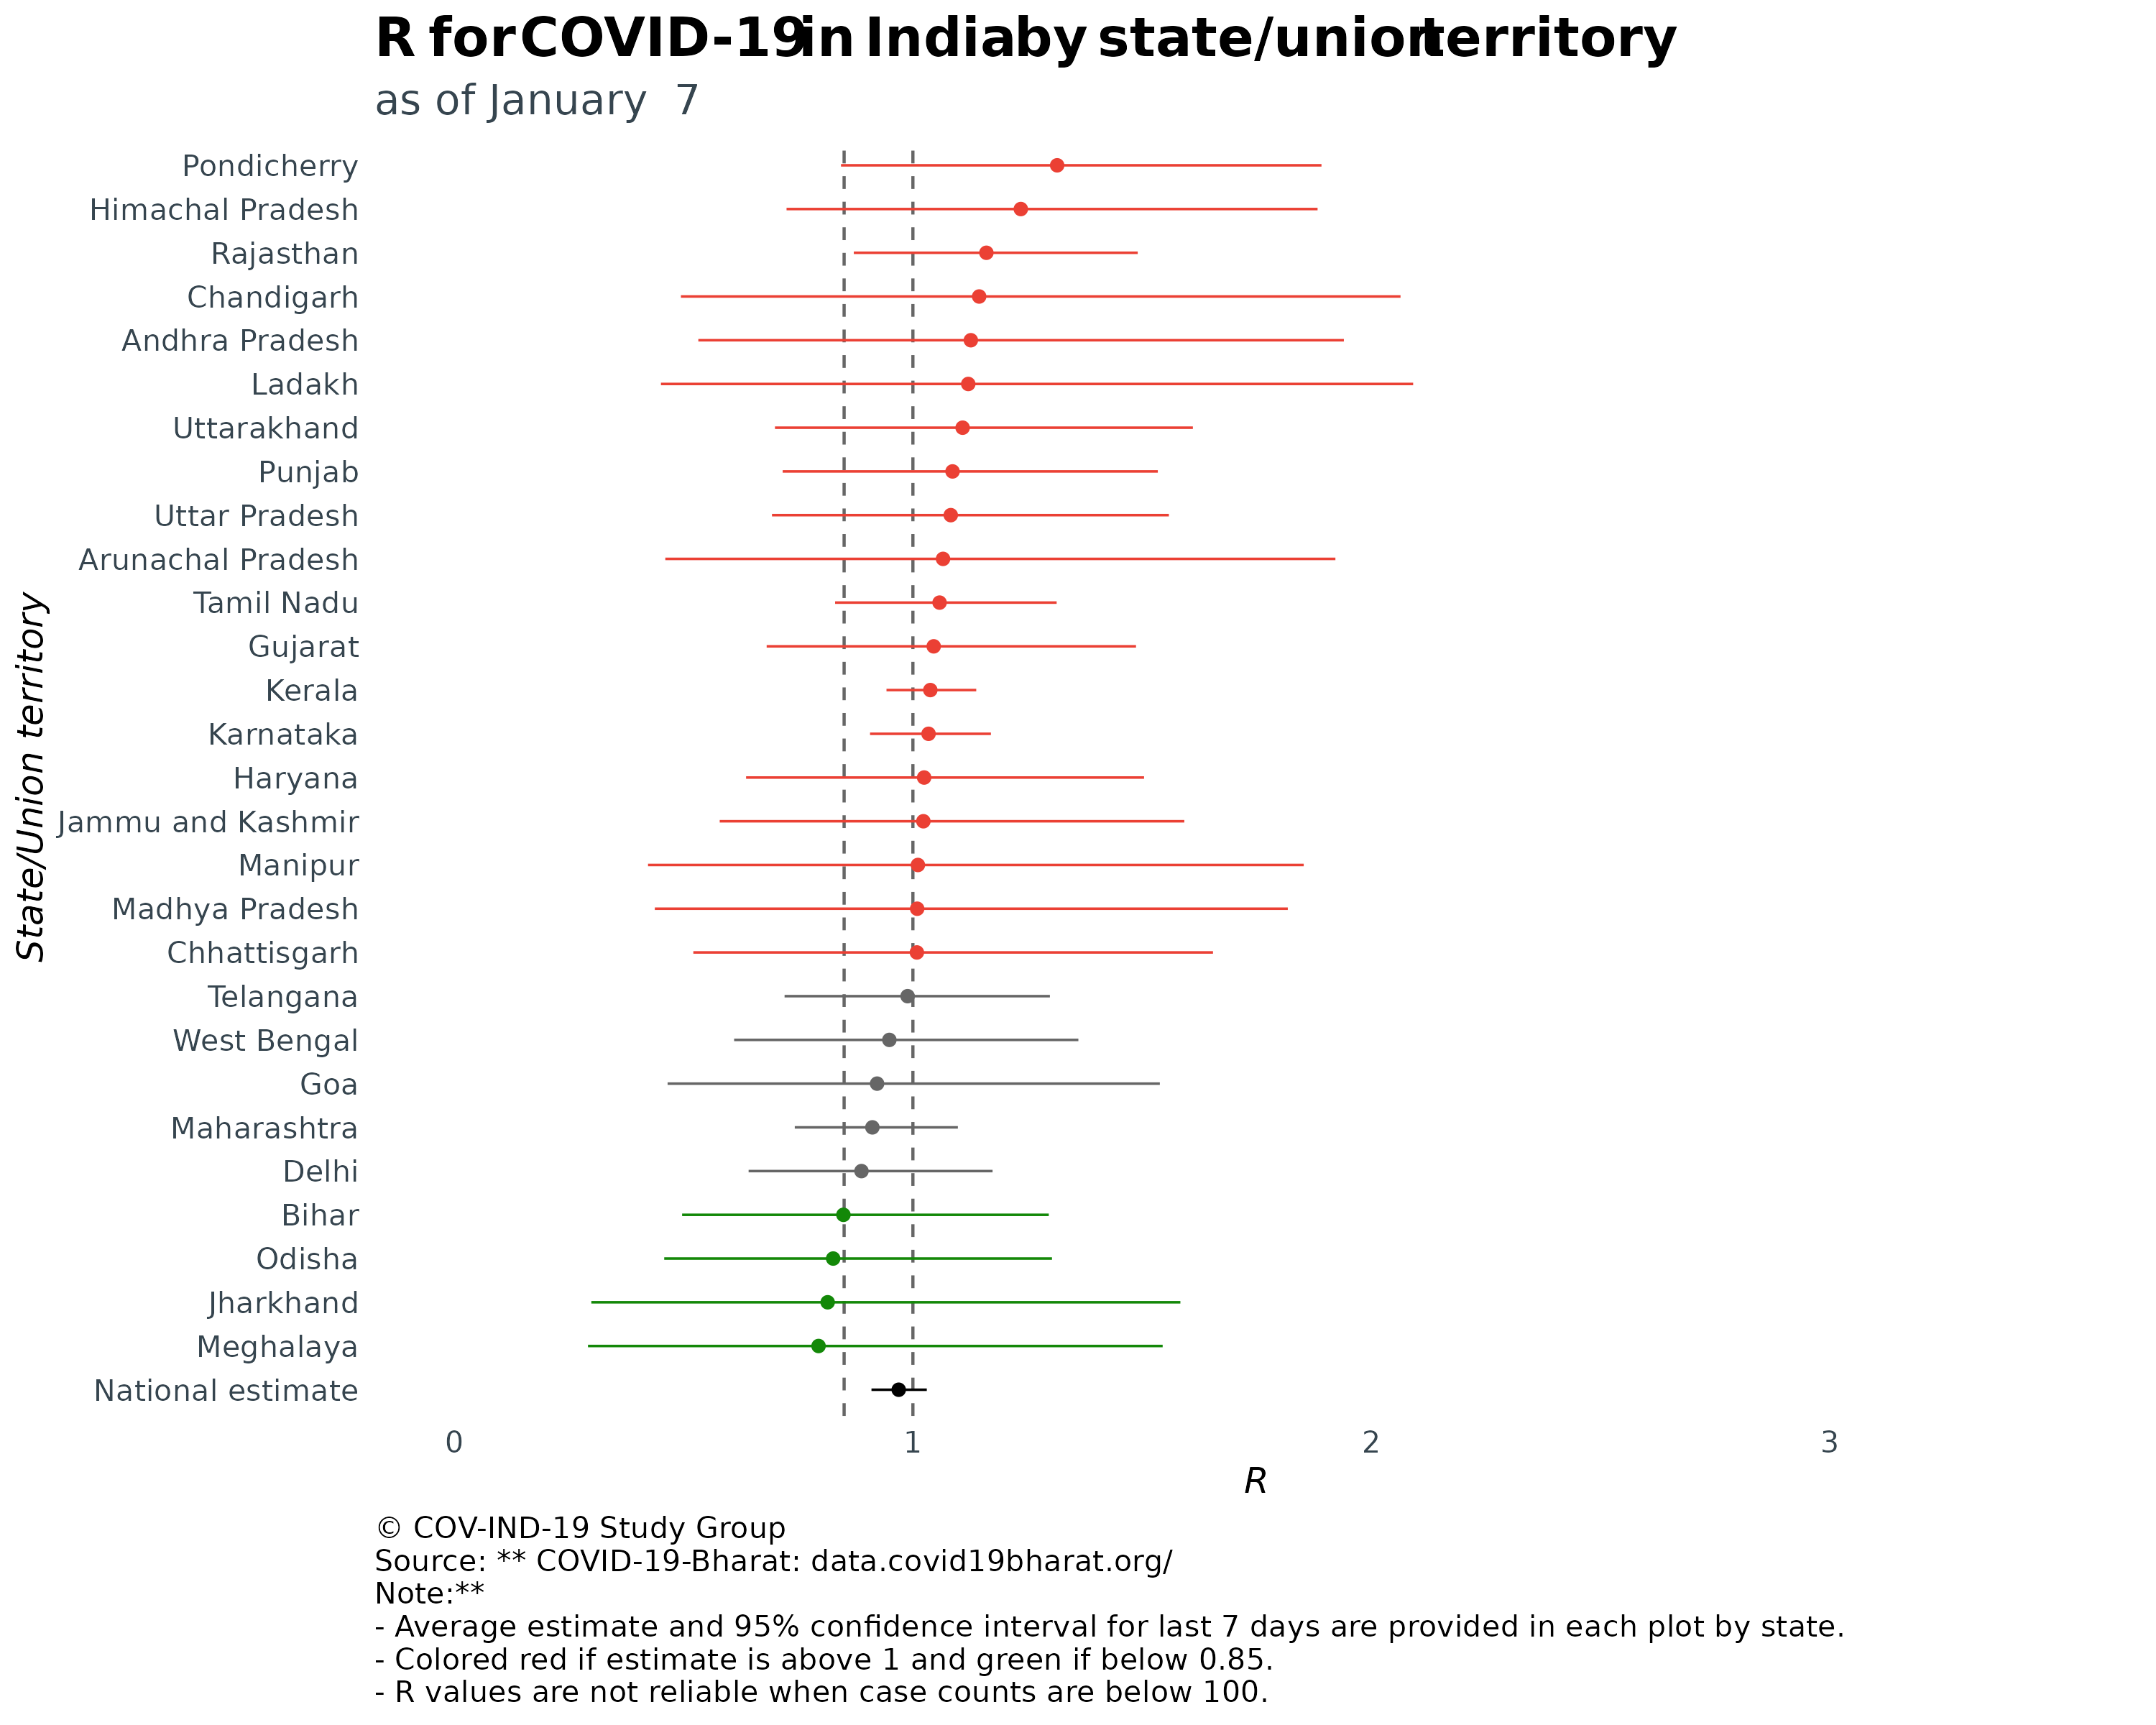 R for COVID-19 in India by state/union territory
as of January 7
Pondicherry
Himachal Pradesh
Rajasthan
Chandigarh
Andhra Pradesh
Ladakh
Uttarakhand
Punjab
Uttar Pradesh
Arunachal Pradesh
Tamil Nadu
Gujarat
Kerala
Karnataka
Haryana
Jammu and Kashmir
Manipur
Madhya Pradesh
Chhattisgarh
Telangana
West Bengal
Goa
Maharashtra
Delhi
Bihar
Odisha
Jharkhand
Meghalaya
National estimate
State/Union territory
0 1 2 3
R
© COV-IND-19 Study Group
Source: ** COVID-19-Bharat: data.covid19bharat.org/
Note:**
- Average estimate and 95% confidence interval for last 7 days are provided in each plot by state.
- Colored red if estimate is above 1 and green if below 0.85.
- R values are not reliable when case counts are below 100.